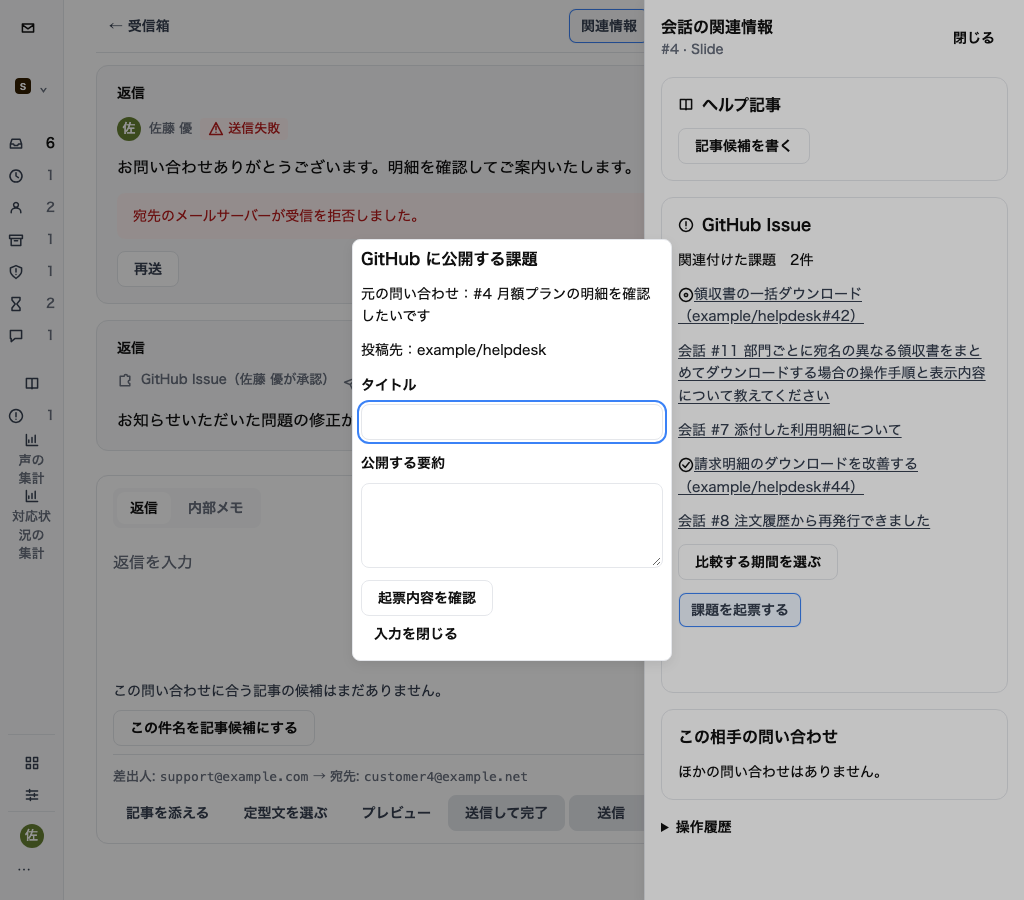 S
6
1
2
1
1
2
1
1
声の
集計
対応状
況の
集計
佐
…
← 受信箱
関連情報
返信
佐 佐藤 優 送信失敗
お問い合わせありがとうございます。明細を確認してご案内いたします。
宛先のメールサーバーが受信を拒否しました。
再送
返信
GitHub Issue（佐藤 優が承認）
お知らせいただいた問題の修正が
返信 内部メモ
返信を入力
この問い合わせに合う記事の候補はまだありません。
この件名を記事候補にする
差出人: support@example.com → 宛先: customer4@example.net
記事を添える 定型文を選ぶ プレビュー 送信して完了 送信
GitHub に公開する課題
元の問い合わせ：#4 月額プランの明細を確認
したいです
投稿先：example/helpdesk
タイトル
公開する要約
起票内容を確認
入力を閉じる
会話の関連情報
#4 · Slide
閉じる
ヘルプ記事
記事候補を書く
GitHub Issue
関連付けた課題 2件
領収書の一括ダウンロード
（example/helpdesk#42）
会話 #11 部門ごとに宛名の異なる領収書をまと
めてダウンロードする場合の操作手順と表示内容
について教えてください
会話 #7 添付した利用明細について
請求明細のダウンロードを改善する
（example/helpdesk#44）
会話 #8 注文履歴から再発行できました
比較する期間を選ぶ
課題を起票する
この相手の問い合わせ
ほかの問い合わせはありません。
▶ 操作履歴